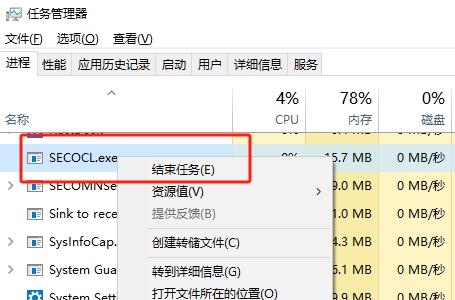 任务管理器
文件(F) 选项(O) 查看(V)
进程 性能 应用历史记录 启动 用户 详细信息 服务
4% 78% 0%
名称 CPU 内存 磁盘
SECOCL.exe 0% 15.7 MB 0 MB/秒
结束任务(E)
SECOMNSe 9.0 MB 0 MB/秒
资源值(V)
Sink to rece 1.0 MB 0 MB/秒
提供反馈(B)
SysInfoCap. 4.3 MB 0 MB/秒
创建转储文件(C)
System Gua 6.1 MB 0 MB/秒
转到详细信息(G)
System Setti 0.1 MB 0 MB/秒
打开文件所在的位置(O)